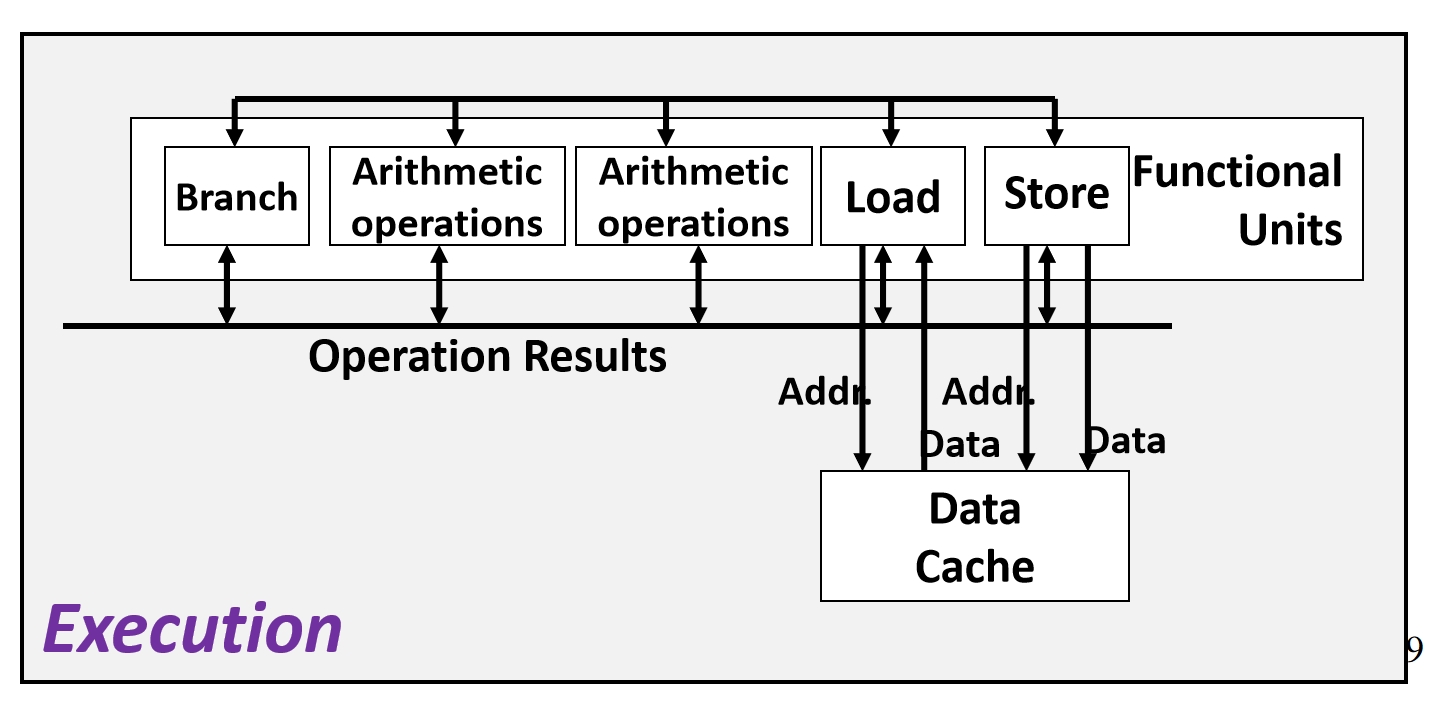 Branch
Arithmetic
operations
Arithmetic
operations
Load
Store
Functional
Units
Operation Results
Addr.
Addr.
Data
Data
Data
Cache
Execution
9